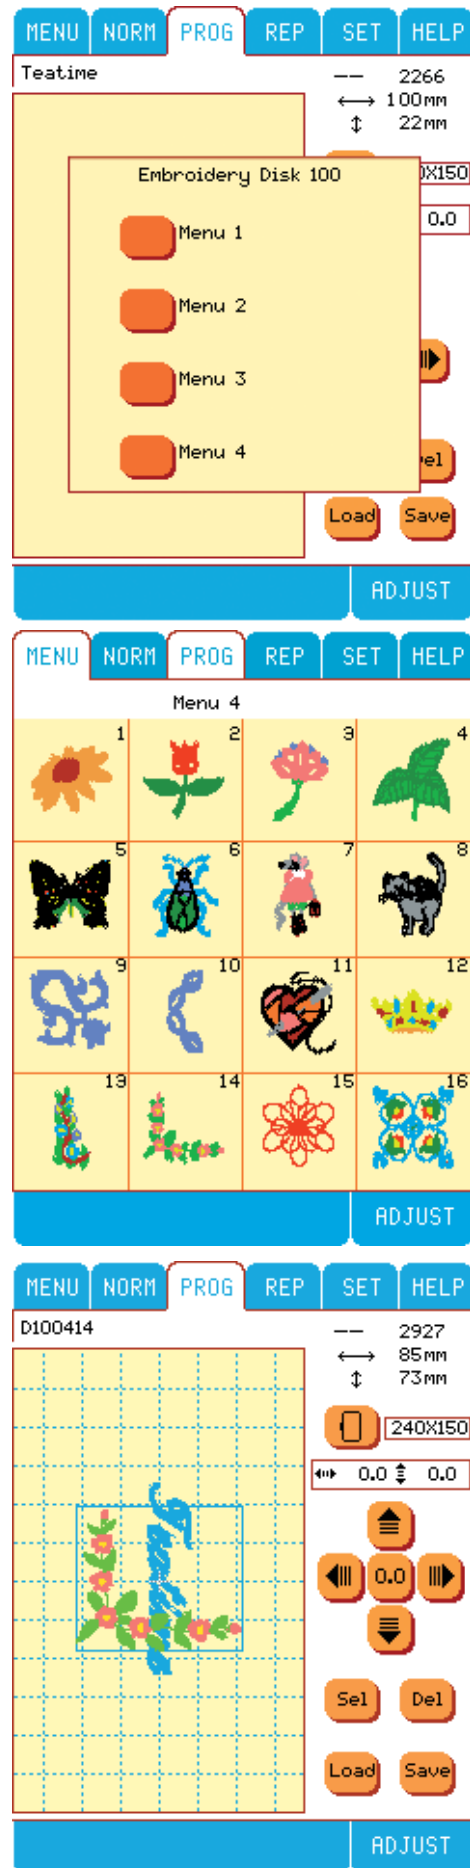 MENU NORM PROG REP SET HELP
Teatime
2266
100mm
22mm
Embroidery Disk 100
0X150
Menu 1
0.0
Menu 2
Menu 3
Menu 4
el
Load Save
ADJUST
MENU NORM PROG REP SET HELP
Menu 4
1 2 3 4
5 6 7 8
9 10 11 12
13 14 15 16
ADJUST
MENU NORM PROG REP SET HELP
D100414
2927
85mm
73mm
240X150
0.0 0.0
0.0
Sel Del
Load Save
ADJUST